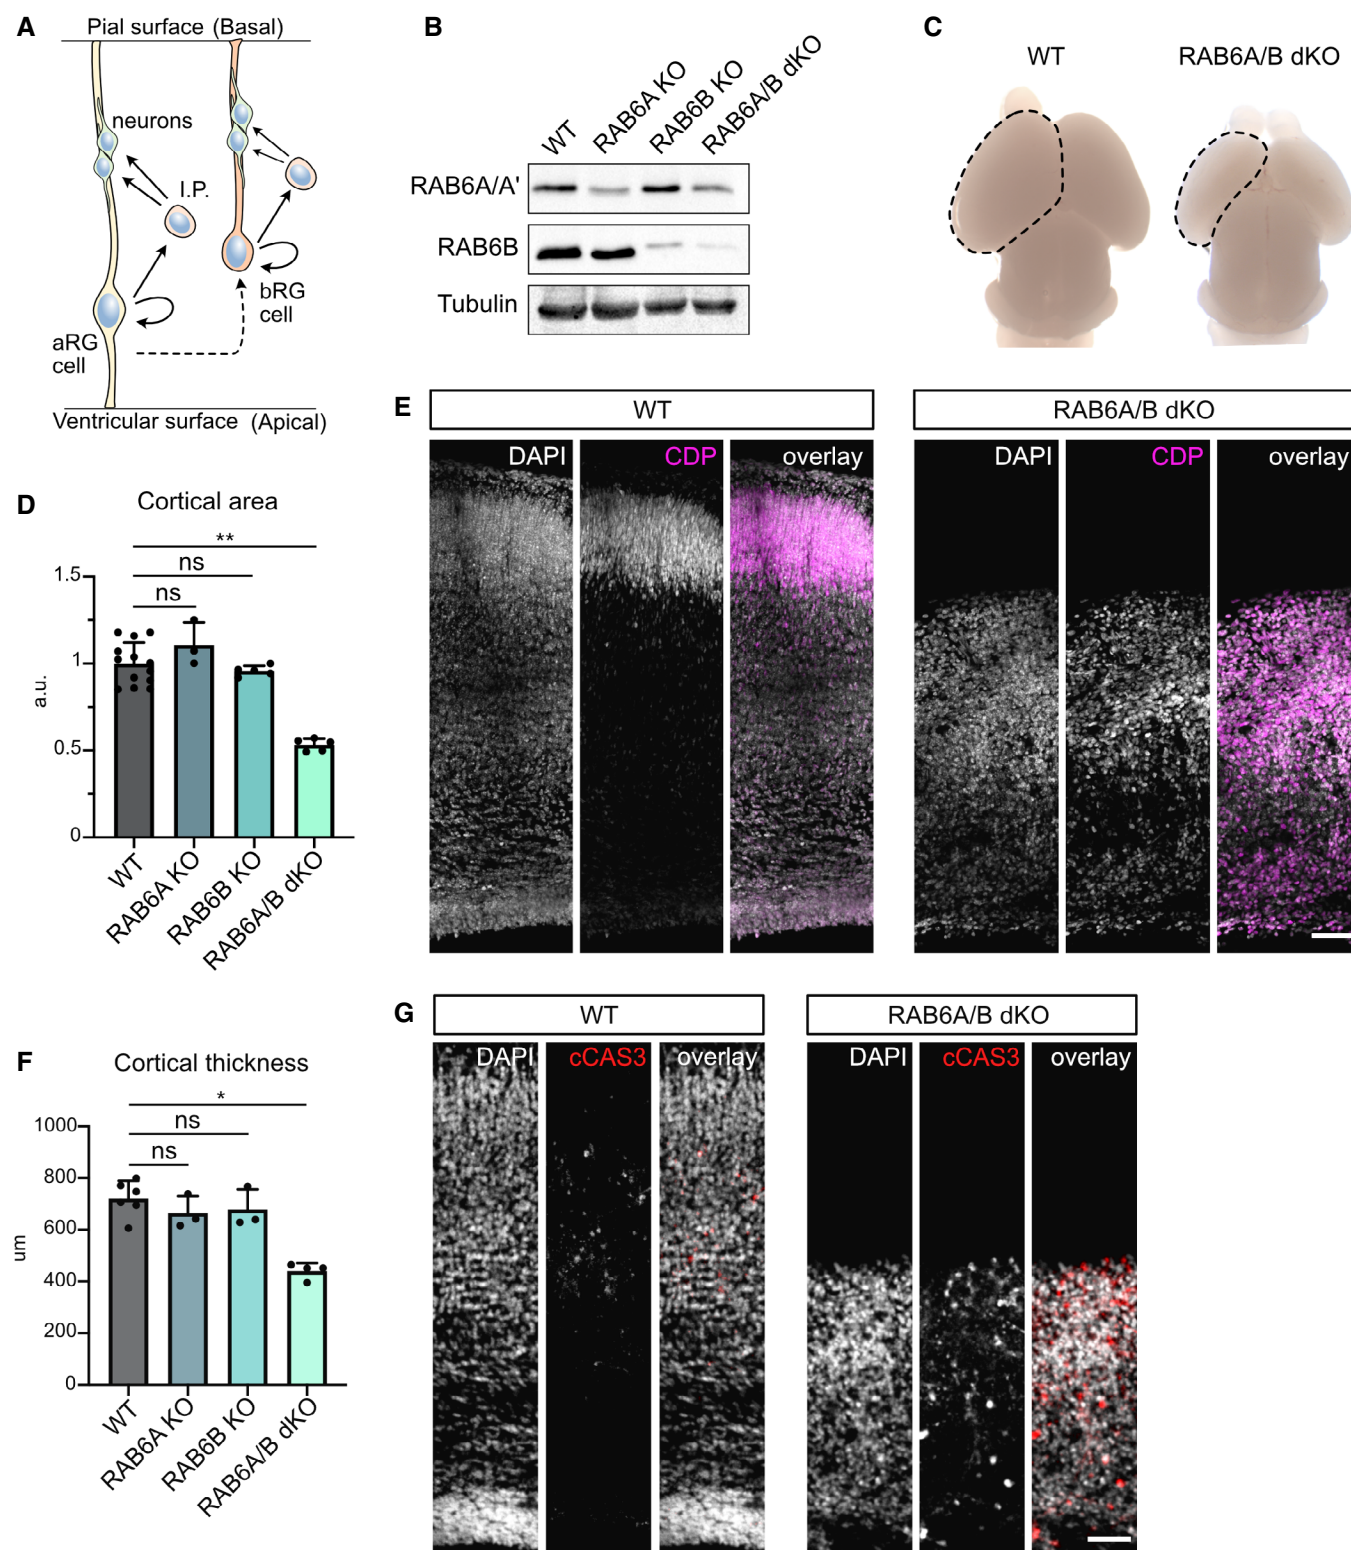 A
Pial surface (Basal)
neurons
I.P.
bRG
cell
aRG
cell
Ventricular surface (Apical)
B
WT
RAB6A KO
RAB6B KO
RAB6A/B dKO
RAB6A/A'
RAB6B
Tubulin
C
WT
RAB6A/B dKO
D
Cortical area
**
ns
ns
1.5
1
0.5
0
a.u.
WT
RAB6A KO
RAB6B KO
RAB6A/B dKO
E
WT
RAB6A/B dKO
DAPI
CDP
overlay
DAPI
CDP
overlay
F
Cortical thickness
*
ns
ns
1000
800
600
400
200
0
um
WT
RAB6A KO
RAB6B KO
RAB6A/B dKO
G
WT
RAB6A/B dKO
DAPI
cCAS3
overlay
DAPI
cCAS3
overlay